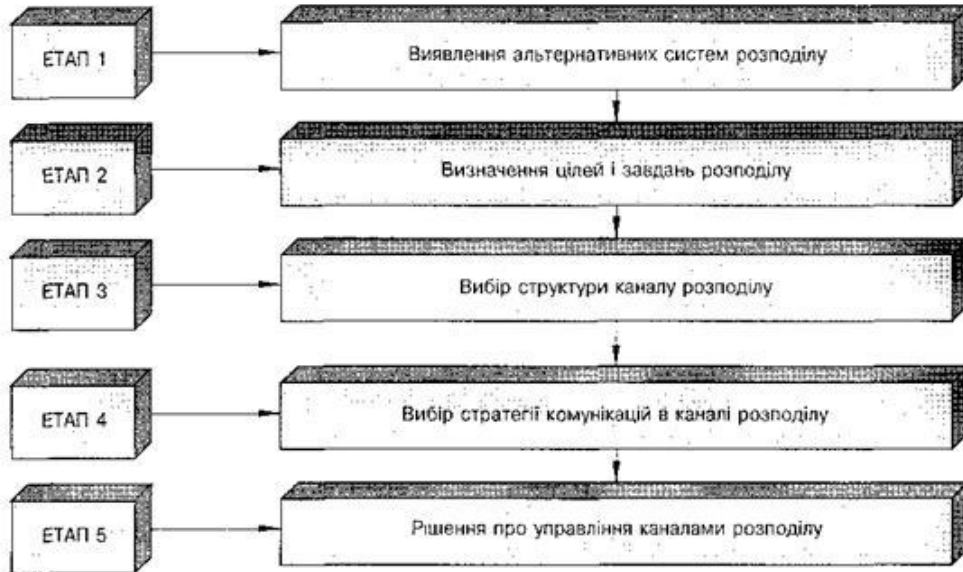 ЕТАП 1
Виявлення альтернативних систем розподілу
ЕТАП 2
Визначення цілей і завдань розподілу
ЕТАП 3
Вибір структури каналу розподілу
ЕТАП 4
Вибір стратегії комунікацій в каналі розподілу
ЕТАП 5
Рішення про управління каналами розподілу